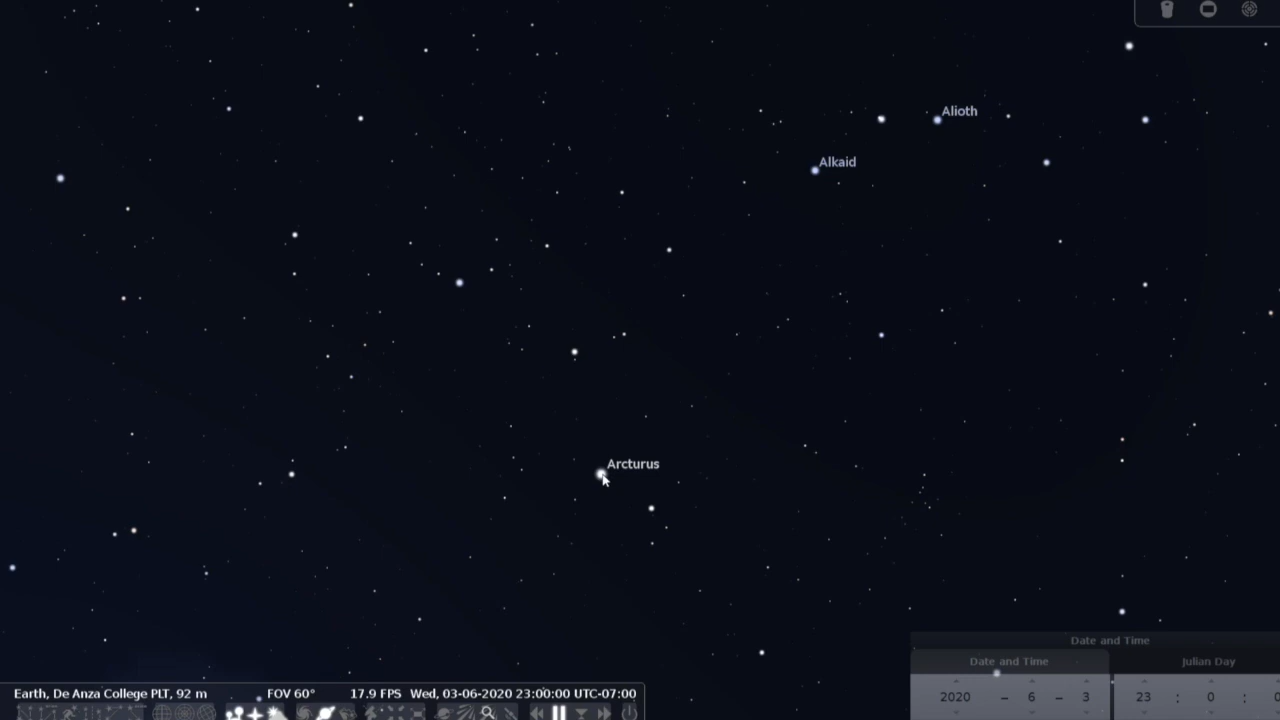 Alioth
Alkaid
Arcturus
Date and Time
Date and Time Julian Day
2020 – 6 – 3 23 : 0 : 0
Earth, De Anza College PLT, 92 m FOV 60° 17.9 FPS Wed, 03-06-2020 23:00:00 UTC-07:00